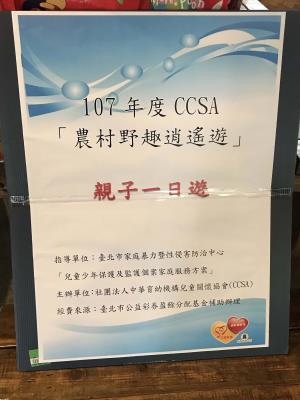 107 年度 CCSA
「農村野趣逍遙遊」
親子一日遊
指導單位：臺北市家庭暴力暨性侵害防治中心
「兒童少年保護及監護個案家庭服務方案」
主辦單位：社團法人中華育幼機構兒童關懷協會(CCSA)
經費來源：臺北市公益彩券盈餘分配基金補助辦理